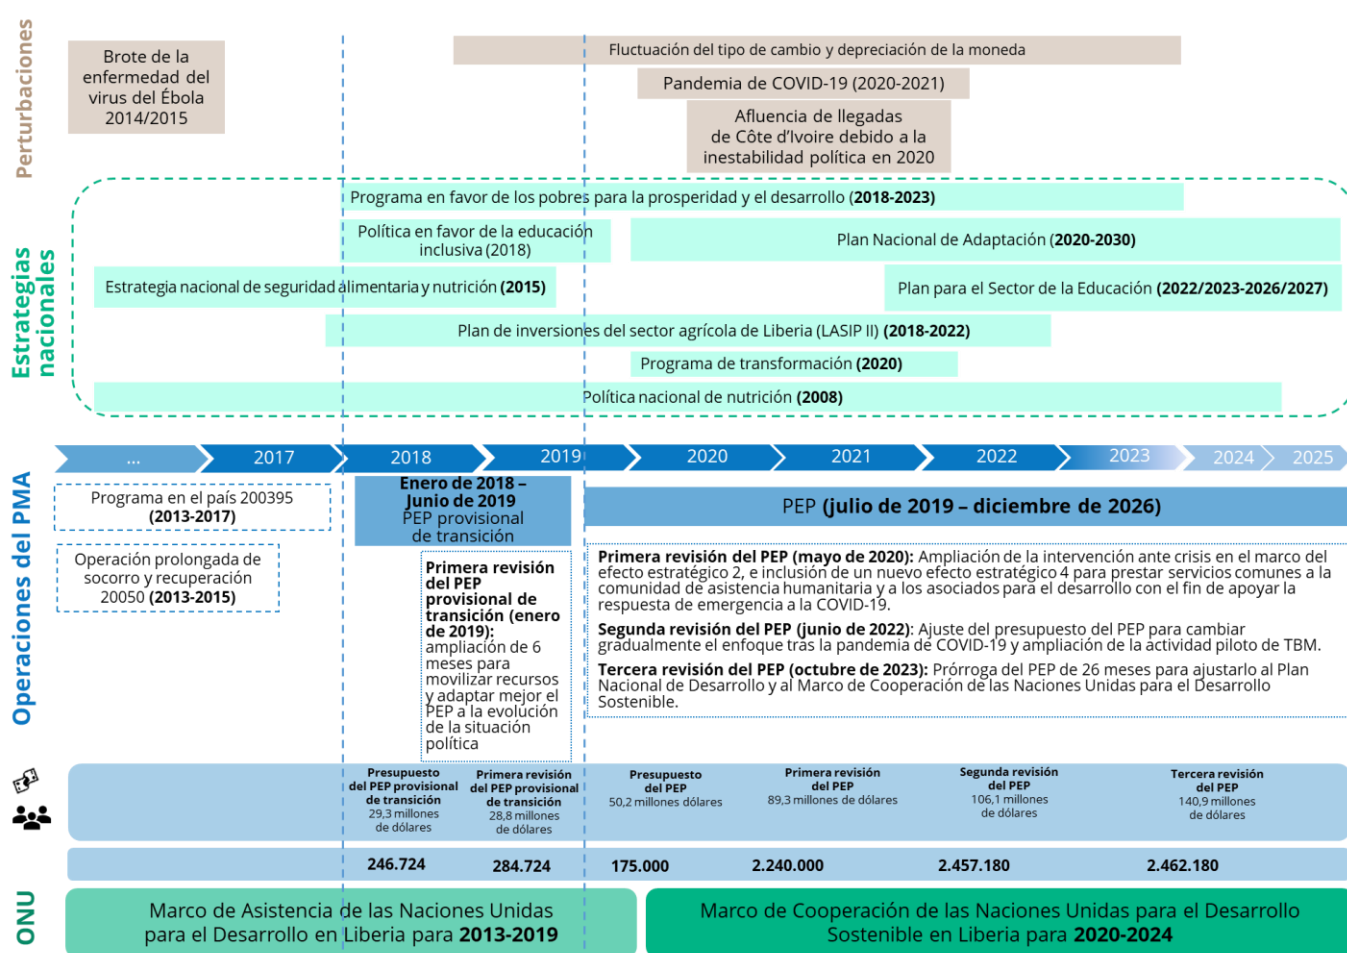 Perturbaciones
Brote de la
enfermedad del
virus del Ébola
2014/2015
Fluctuación del tipo de cambio y depreciación de la moneda
Pandemia de COVID-19 (2020-2021)
Afluencia de llegadas
de Côte d’Ivoire debido a la
inestabilidad política en 2020
Estrategias
nacionales
Programa en favor de los pobres para la prosperidad y el desarrollo (2018-2023)
Política en favor de la educación
inclusiva (2018)
Plan Nacional de Adaptación (2020-2030)
Estrategia nacional de seguridad alimentaria y nutrición (2015)
Plan para el Sector de la Educación (2022/2023-2026/2027)
Plan de inversiones del sector agrícola de Liberia (LASIP II) (2018-2022)
Programa de transformación (2020)
Política nacional de nutrición (2008)
... 2017 2018 2019 2020 2021 2022 2023 2024 2025
Operaciones del PMA
Programa en el país 200395
(2013-2017)
Operación prolongada de
socorro y recuperación
20050 (2013-2015)
Enero de 2018 –
Junio de 2019
PEP provisional
de transición
Primera revisión
del PEP
provisional de
transición (enero
de 2019):
ampliación de 6
meses para
movilizar recursos
y adaptar mejor el
PEP a la evolución
de la situación
política
PEP (julio de 2019 – diciembre de 2026)
Primera revisión del PEP (mayo de 2020): Ampliación de la intervención ante crisis en el marco del
efecto estratégico 2, e inclusión de un nuevo efecto estratégico 4 para prestar servicios comunes a la
comunidad de asistencia humanitaria y a los asociados para el desarrollo con el fin de apoyar la
respuesta de emergencia a la COVID-19.
Segunda revisión del PEP (junio de 2022): Ajuste del presupuesto del PEP para cambiar
gradualmente el enfoque tras la pandemia de COVID-19 y ampliación de la actividad piloto de TBM.
Tercera revisión del PEP (octubre de 2023): Prórroga del PEP de 26 meses para ajustarlo al Plan
Nacional de Desarrollo y al Marco de Cooperación de las Naciones Unidas para el Desarrollo
Sostenible.
Presupuesto
del PEP provisional
de transición
29,3 millones
de dólares
Primera revisión
del PEP provisional
de transición
28,8 millones
de dólares
Presupuesto
del PEP
50,2 millones dólares
Primera revisión
del PEP
89,3 millones de dólares
Segunda revisión
del PEP
106,1 millones
de dólares
Tercera revisión
del PEP
140,9 millones
de dólares
246.724 284.724 175.000 2.240.000 2.457.180 2.462.180
ONU
Marco de Asistencia de las Naciones Unidas
para el Desarrollo en Liberia para 2013-2019
Marco de Cooperación de las Naciones Unidas para el Desarrollo
Sostenible en Liberia para 2020-2024